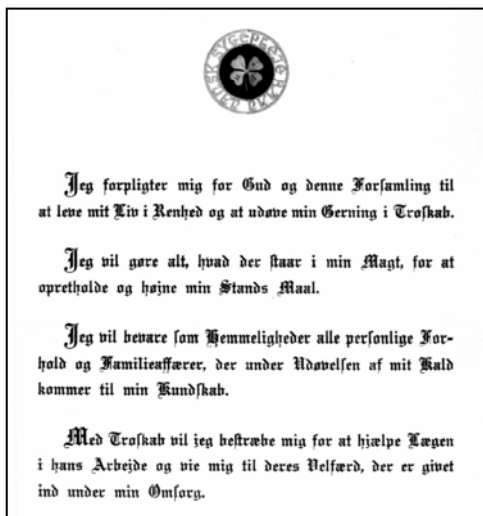 DANSK SYGEPLEJERAAD
Jeg forpligter mig for Gud og denne Forſamling til
at leve mit Liv i Renhed og at udøve min Gerning i Troſkab.
Jeg vil gøre alt, hvad der ſtaar i min Magt, for at
opretholde og højne min Stands Maal.
Jeg vil bevare ſom Hemmeligheder alle perſonlige For-
hold og Familieaffærer, der under Udøvelſen af mit Kald
kommer til min Kundſkab.
Med Troſkab vil jeg beſtræbe mig for at hjælpe Lægen
i hans Arbejde og vie mig til deres Velfærd, der er givet
ind under min Omſorg.